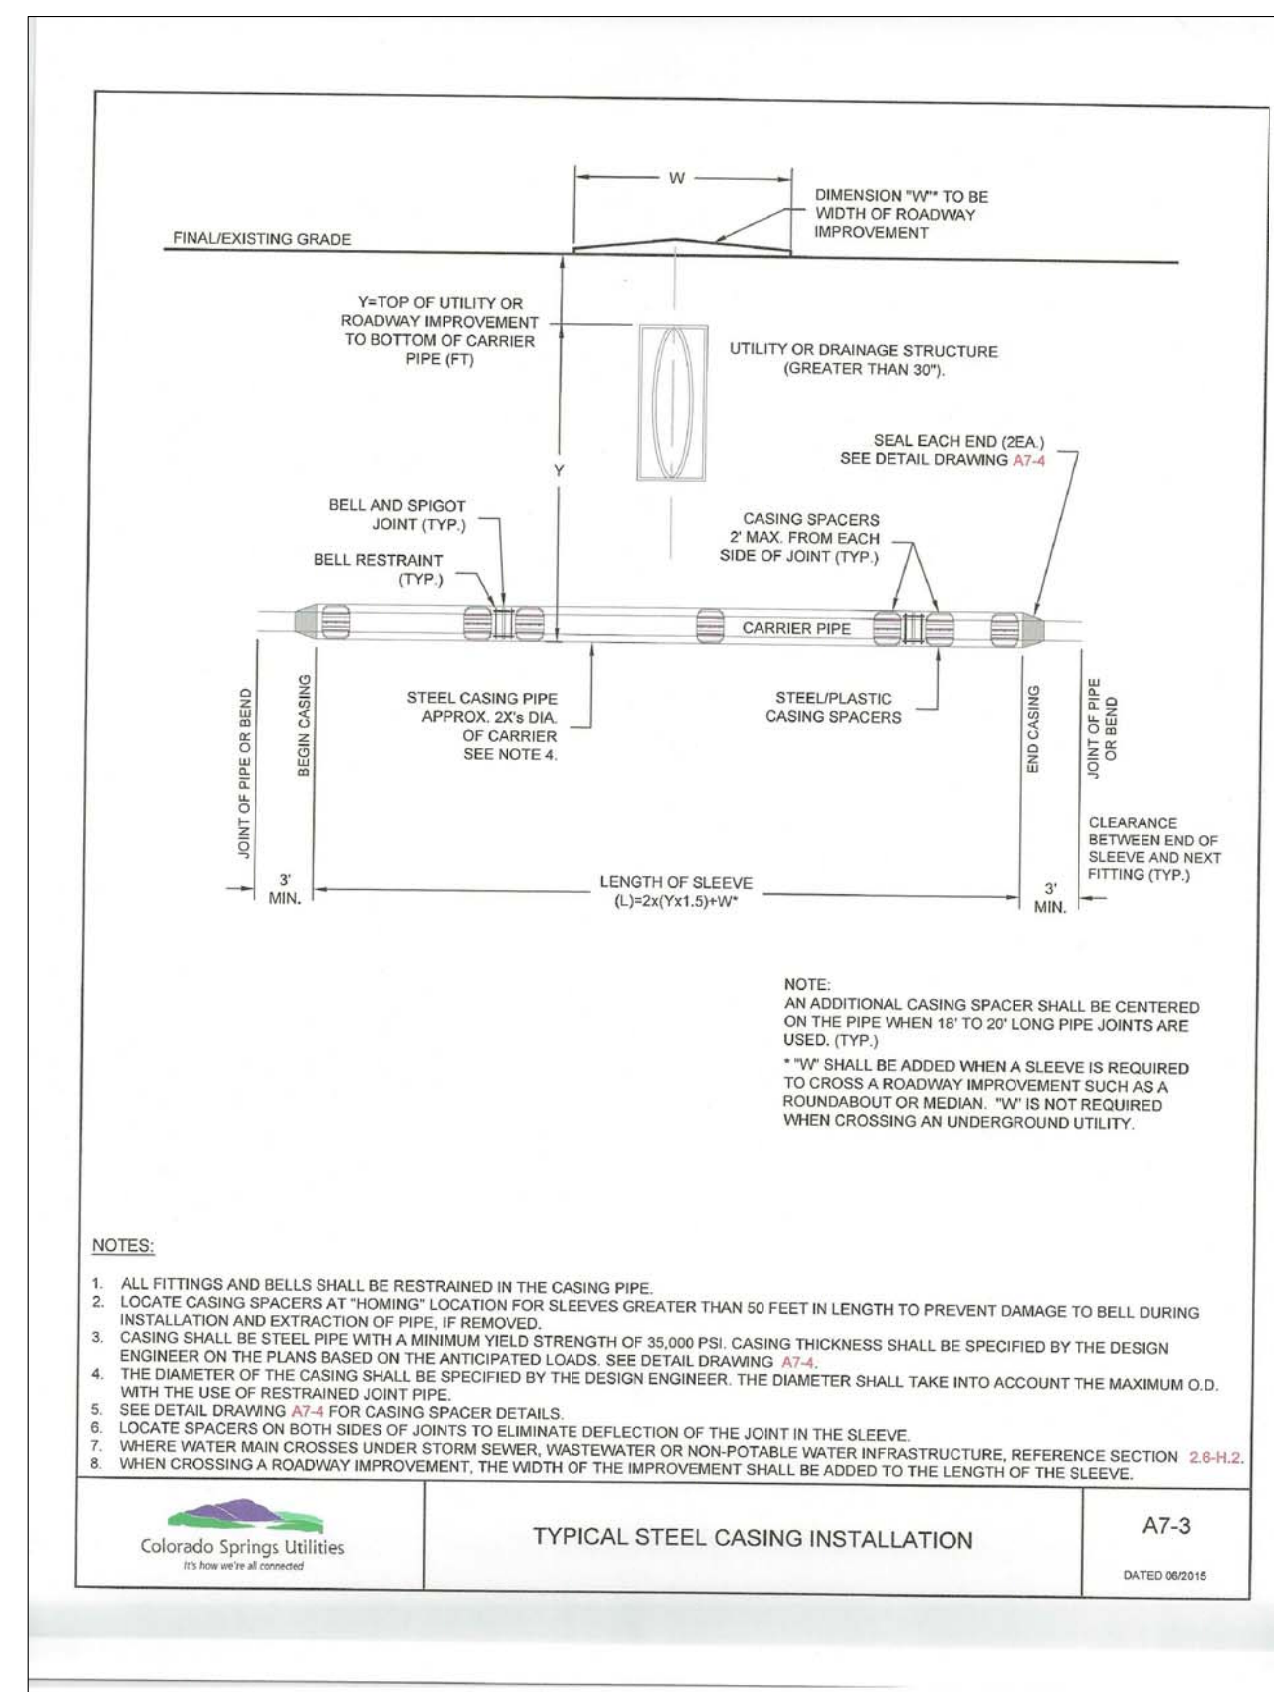 W
DIMENSION "W"* TO BE
WIDTH OF ROADWAY
IMPROVEMENT
FINAL/EXISTING GRADE
Y=TOP OF UTILITY OR
ROADWAY IMPROVEMENT
TO BOTTOM OF CARRIER
PIPE (FT)
UTILITY OR DRAINAGE STRUCTURE
(GREATER THAN 30").
SEAL EACH END (2EA.)
SEE DETAIL DRAWING A7-4
Y
BELL AND SPIGOT
JOINT (TYP.)
CASING SPACERS
2' MAX. FROM EACH
SIDE OF JOINT (TYP.)
BELL RESTRAINT
(TYP.)
CARRIER PIPE
JOINT OF PIPE OR BEND
BEGIN CASING
STEEL CASING PIPE
APPROX. 2X's DIA.
OF CARRIER
SEE NOTE 4.
STEEL/PLASTIC
CASING SPACERS
END CASING
JOINT OF PIPE
OR BEND
CLEARANCE
BETWEEN END OF
SLEEVE AND NEXT
FITTING (TYP.)
3'
MIN.
LENGTH OF SLEEVE
(L)=2x(Yx1.5)+W*
3'
MIN.
NOTE:
AN ADDITIONAL CASING SPACER SHALL BE CENTERED
ON THE PIPE WHEN 18' TO 20' LONG PIPE JOINTS ARE
USED. (TYP.)
* "W" SHALL BE ADDED WHEN A SLEEVE IS REQUIRED
TO CROSS A ROADWAY IMPROVEMENT SUCH AS A
ROUNDABOUT OR MEDIAN. "W" IS NOT REQUIRED
WHEN CROSSING AN UNDERGROUND UTILITY.
NOTES:
1. ALL FITTINGS AND BELLS SHALL BE RESTRAINED IN THE CASING PIPE.
2. LOCATE CASING SPACERS AT "HOMING" LOCATION FOR SLEEVES GREATER THAN 50 FEET IN LENGTH TO PREVENT DAMAGE TO BELL DURING
INSTALLATION AND EXTRACTION OF PIPE, IF REMOVED.
3. CASING SHALL BE STEEL PIPE WITH A MINIMUM YIELD STRENGTH OF 35,000 PSI. CASING THICKNESS SHALL BE SPECIFIED BY THE DESIGN
ENGINEER ON THE PLANS BASED ON THE ANTICIPATED LOADS. SEE DETAIL DRAWING A7-4.
4. THE DIAMETER OF THE CASING SHALL BE SPECIFIED BY THE DESIGN ENGINEER. THE DIAMETER SHALL TAKE INTO ACCOUNT THE MAXIMUM O.D.
WITH THE USE OF RESTRAINED JOINT PIPE.
5. SEE DETAIL DRAWING A7-4 FOR CASING SPACER DETAILS.
6. LOCATE SPACERS ON BOTH SIDES OF JOINTS TO ELIMINATE DEFLECTION OF THE JOINT IN THE SLEEVE.
7. WHERE WATER MAIN CROSSES UNDER STORM SEWER, WASTEWATER OR NON-POTABLE WATER INFRASTRUCTURE, REFERENCE SECTION 2.6-H.2.
8. WHEN CROSSING A ROADWAY IMPROVEMENT, THE WIDTH OF THE IMPROVEMENT SHALL BE ADDED TO THE LENGTH OF THE SLEEVE.
Colorado Springs Utilities
It's how we're all connected
TYPICAL STEEL CASING INSTALLATION
A7-3
DATED 06/2015